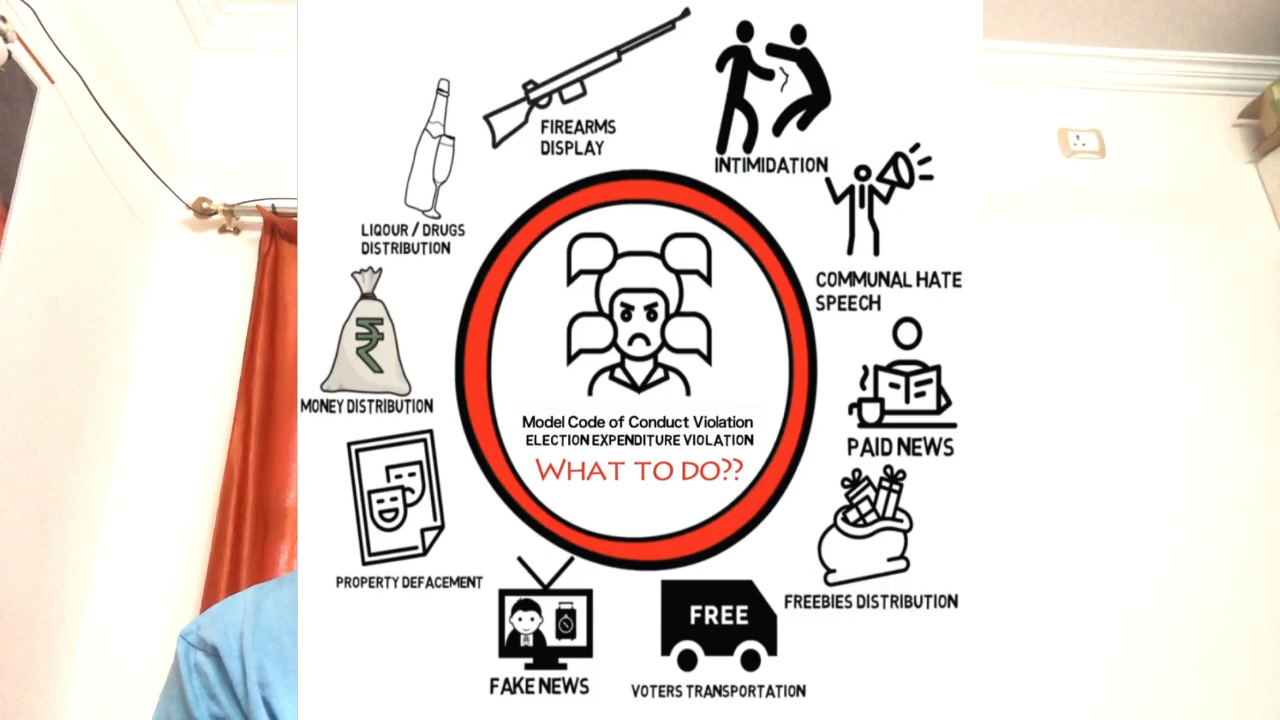 FIREARMS
DISPLAY
INTIMIDATION
LIQOUR / DRUGS
DISTRIBUTION
COMMUNAL HATE
SPEECH
₹
MONEY DISTRIBUTION
Model Code of Conduct Violation
ELECTION EXPENDITURE VIOLATION
WHAT TO DO??
PAID NEWS
PROPERTY DEFACEMENT
FREEBIES DISTRIBUTION
FREE
FAKE NEWS
VOTERS TRANSPORTATION